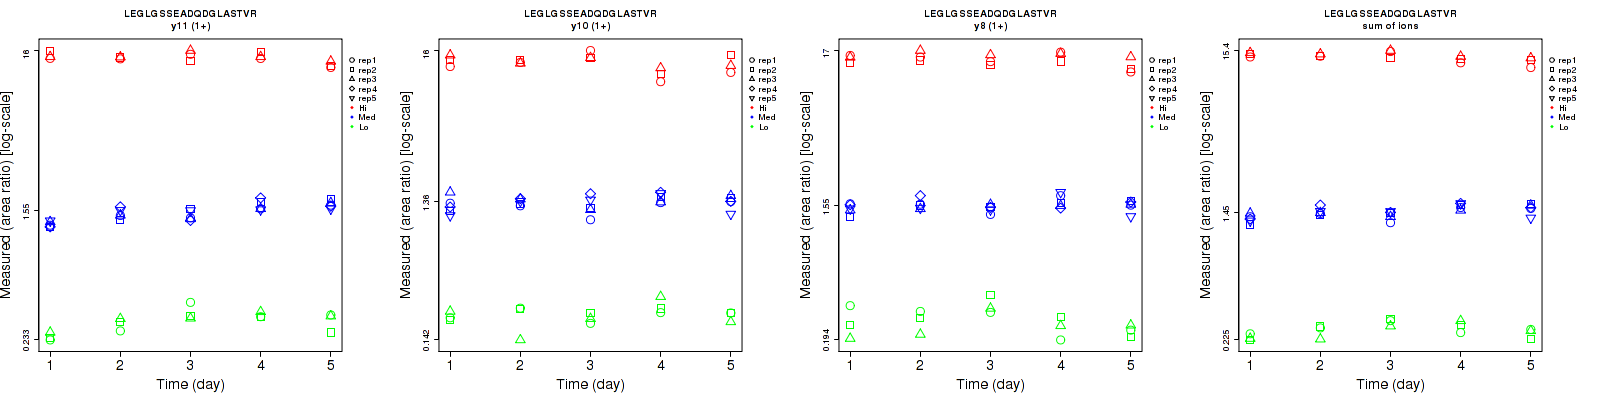 LEGLGSSEADQDGLASTVR
y11 (1+)
Measured (area ratio) [log-scale]
16
1.55
0.233
1 2 3 4 5
Time (day)
rep1
rep2
rep3
rep4
rep5
Hi
Med
Lo
LEGLGSSEADQDGLASTVR
y10 (1+)
Measured (area ratio) [log-scale]
16
1.36
0.142
1 2 3 4 5
Time (day)
rep1
rep2
rep3
rep4
rep5
Hi
Med
Lo
LEGLGSSEADQDGLASTVR
y8 (1+)
Measured (area ratio) [log-scale]
17
1.55
0.194
1 2 3 4 5
Time (day)
rep1
rep2
rep3
rep4
rep5
Hi
Med
Lo
LEGLGSSEADQDGLASTVR
sum of ions
Measured (area ratio) [log-scale]
15.4
1.45
0.225
1 2 3 4 5
Time (day)
rep1
rep2
rep3
rep4
rep5
Hi
Med
Lo